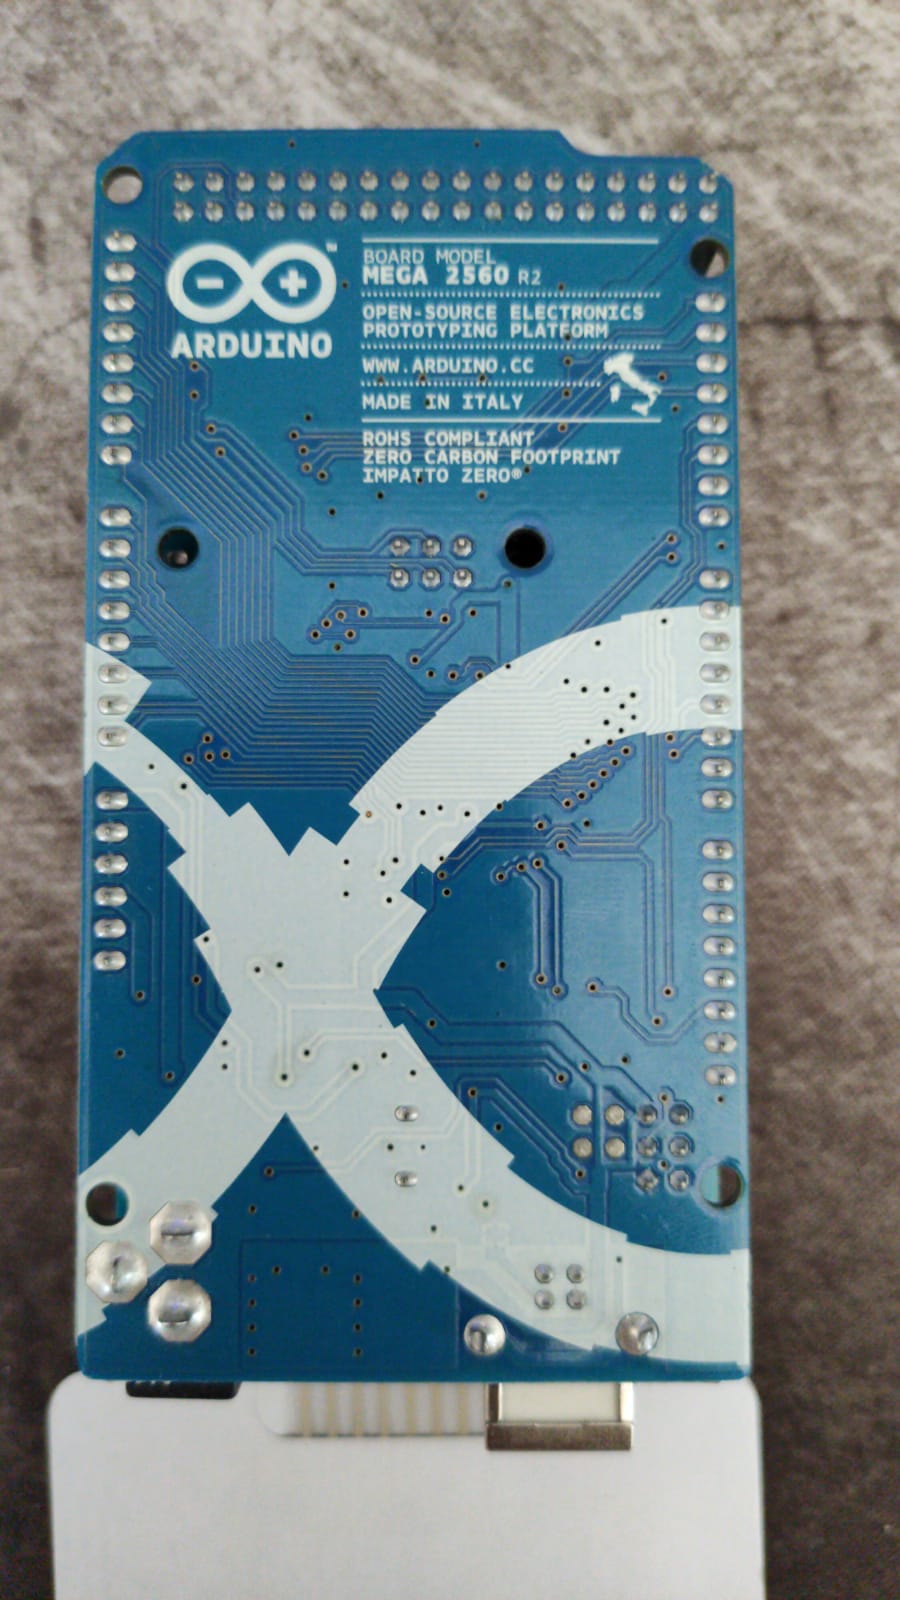 ARDUINO
™
BOARD MODEL
MEGA 2560 R2
OPEN-SOURCE ELECTRONICS
PROTOTYPING PLATFORM
WWW.ARDUINO.CC
MADE IN ITALY
ROHS COMPLIANT
ZERO CARBON FOOTPRINT
IMPATTO ZERO®